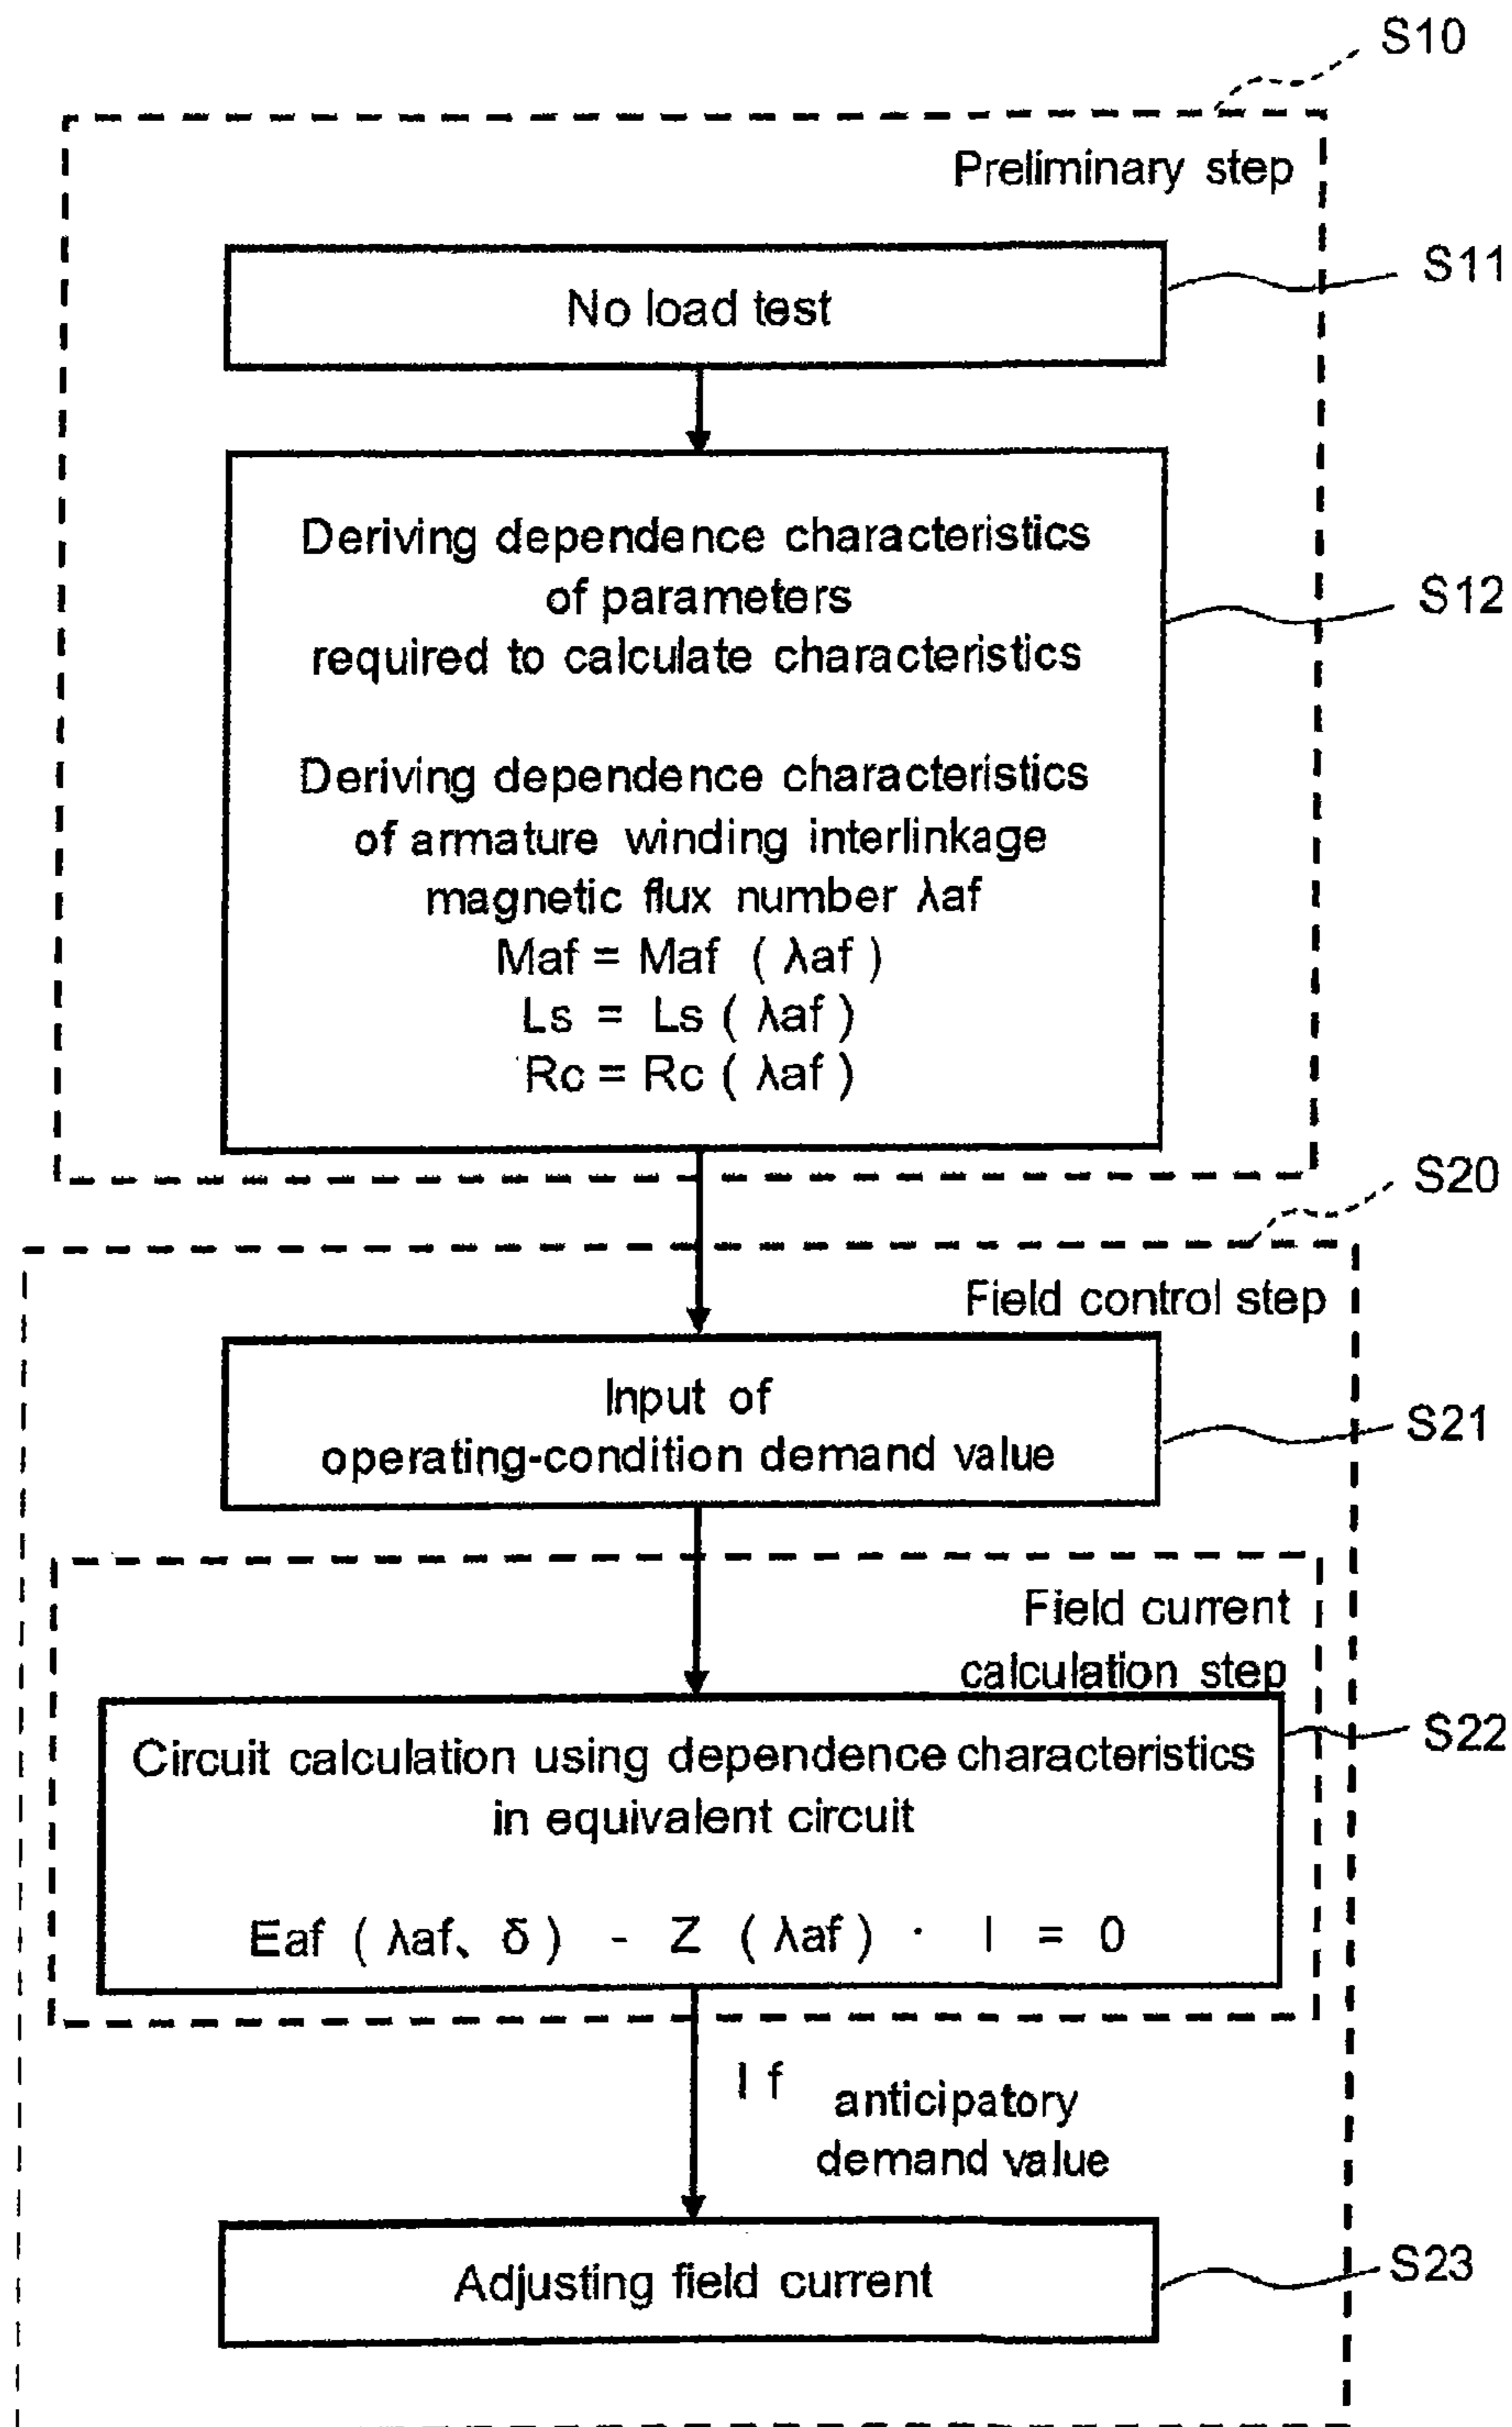 S10
Preliminary step
S11
No load test
Deriving dependence characteristics
of parameters
required to calculate characteristics
S12
Deriving dependence characteristics
of armature winding interlinkage
magnetic flux number λaf
Maf = Maf ( λaf )
Ls = Ls ( λaf )
Rc = Rc ( λaf )
S20
Field control step
Input of
operating-condition demand value
S21
Field current
calculation step
S22
Circuit calculation using dependence characteristics
in equivalent circuit
Eaf ( λaf、δ ) - Z ( λaf ) · I = 0
I f anticipatory
demand value
Adjusting field current
S23